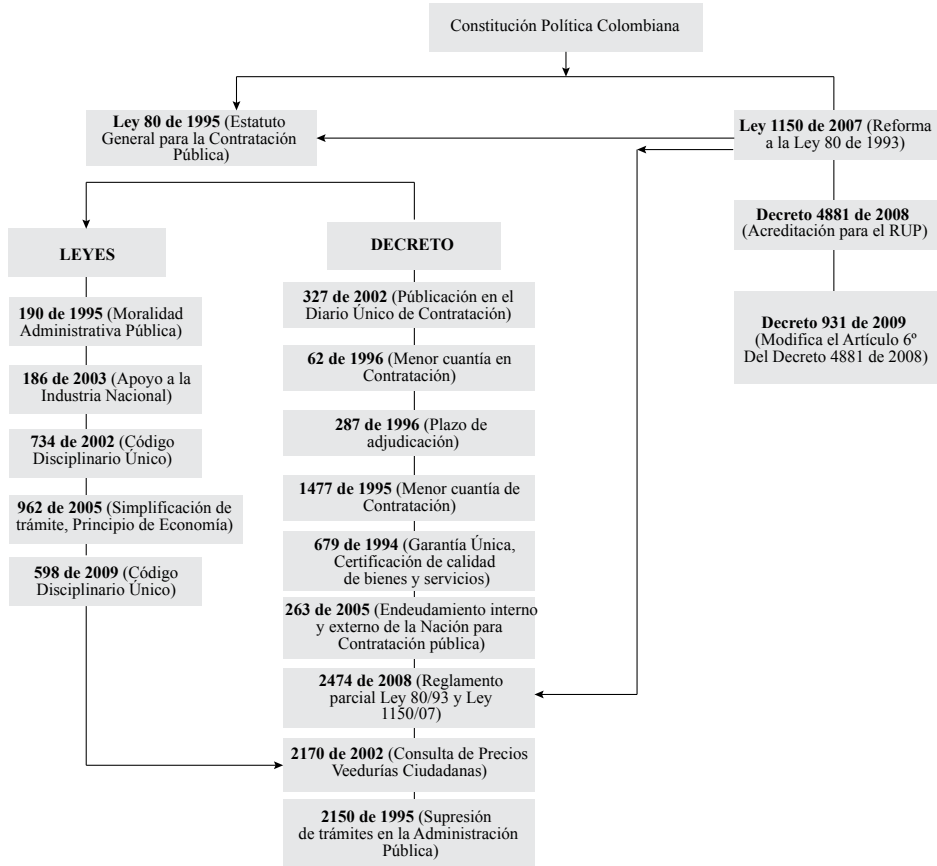 Constitución Política Colombiana
Ley 80 de 1995 (Estatuto
General para la Contratación
Pública)
Ley 1150 de 2007 (Reforma
a la Ley 80 de 1993)
Decreto 4881 de 2008
(Acreditación para el RUP)
Decreto 931 de 2009
(Modifica el Artículo 6º
Del Decreto 4881 de 2008)
LEYES
190 de 1995 (Moralidad
Administrativa Pública)
186 de 2003 (Apoyo a la
Industria Nacional)
734 de 2002 (Código
Disciplinario Único)
962 de 2005 (Simplificación de
trámite, Principio de Economía)
598 de 2009 (Código
Disciplinario Único)
DECRETO
327 de 2002 (Públicación en el
Diario Único de Contratación)
62 de 1996 (Menor cuantía en
Contratación)
287 de 1996 (Plazo de
adjudicación)
1477 de 1995 (Menor cuantía de
Contratación)
679 de 1994 (Garantía Única,
Certificación de calidad
de bienes y servicios)
263 de 2005 (Endeudamiento interno
y externo de la Nación para
Contratación pública)
2474 de 2008 (Reglamento
parcial Ley 80/93 y Ley
1150/07)
2170 de 2002 (Consulta de Precios
Veedurías Ciudadanas)
2150 de 1995 (Supresión
de trámites en la Administración
Pública)